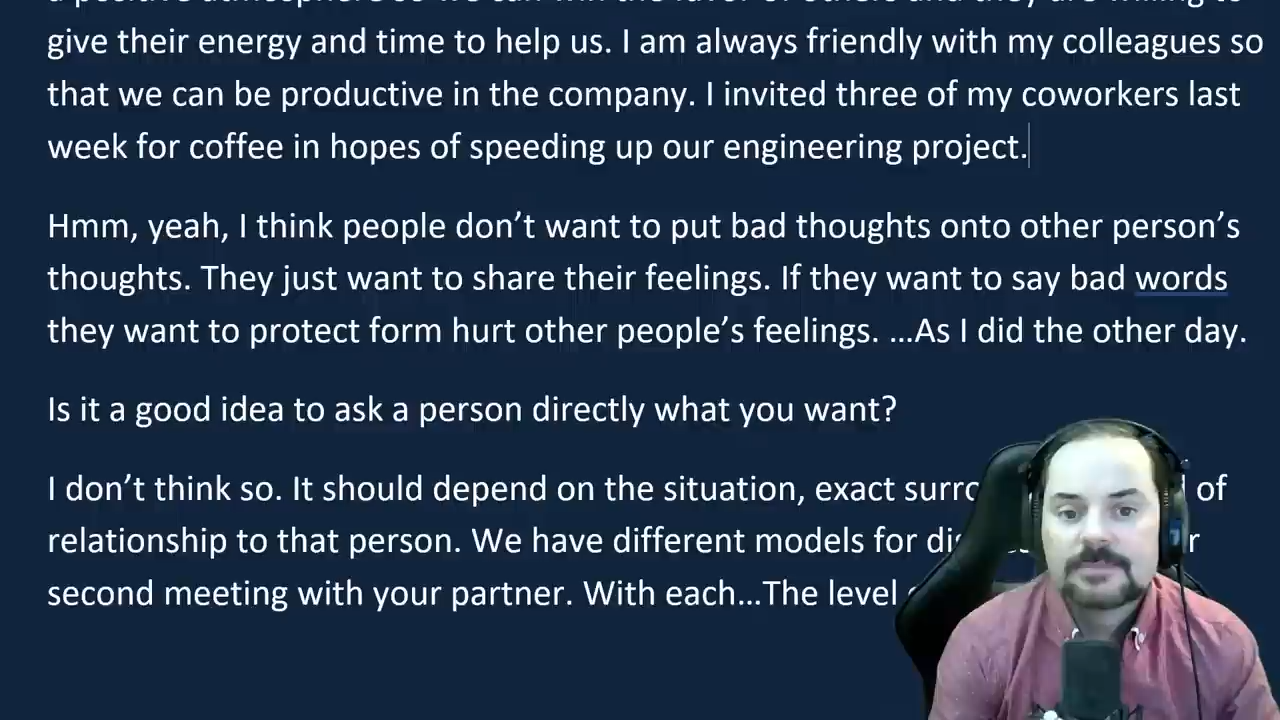 give their energy and time to help us. I am always friendly with my colleagues so
that we can be productive in the company. I invited three of my coworkers last
week for coffee in hopes of speeding up our engineering project.
Hmm, yeah, I think people don’t want to put bad thoughts onto other person’s
thoughts. They just want to share their feelings. If they want to say bad words
they want to protect form hurt other people’s feelings. …As I did the other day.
Is it a good idea to ask a person directly what you want?
I don’t think so. It should depend on the situation, exact of
relationship to that person. We have different models for
second meeting with your partner. With each…The level